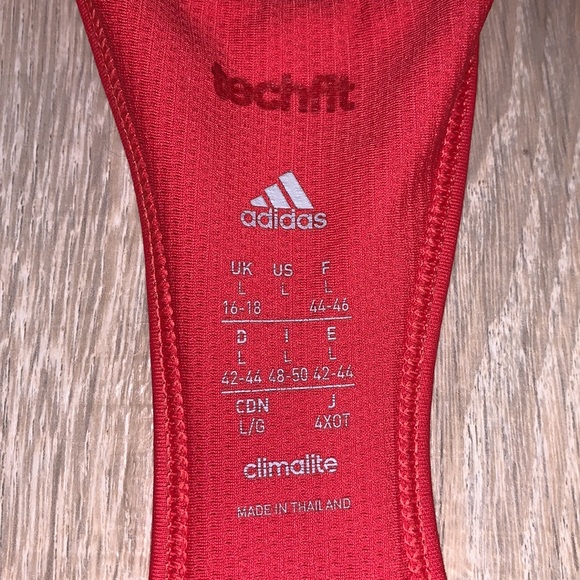 techfit
adidas
UK US F
L L L
16-18 44-46
D I E
L L L
42-44 48-50 42-44
CDN J
L/G 4XOT
climalite
MADE IN THAILAND